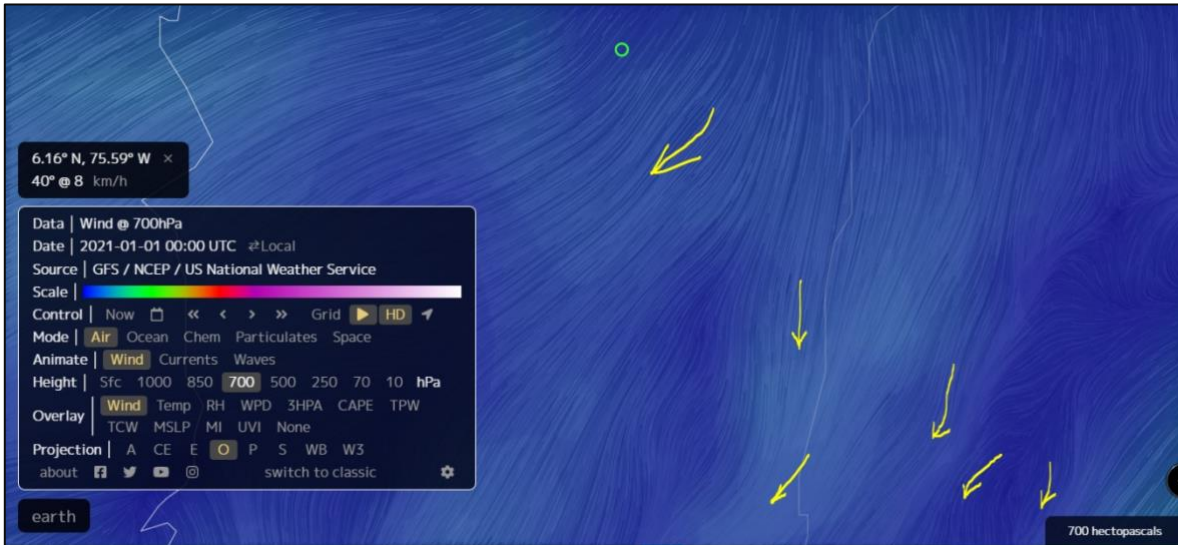 6.16° N, 75.59° W ×
40° @ 8 km/h
Data | Wind @ 700hPa
Date | 2021-01-01 00:00 UTC ⇄Local
Source | GFS / NCEP / US National Weather Service
Scale |
Control | Now « ‹ › » Grid HD
Mode | Air Ocean Chem Particulates Space
Animate | Wind Currents Waves
Height | Sfc 1000 850 700 500 250 70 10 hPa
Overlay | Wind Temp RH WPD 3HPA CAPE TPW
TCW MSLP MI UVI None
Projection | A CE E O P S WB W3
about switch to classic
earth
700 hectopascals